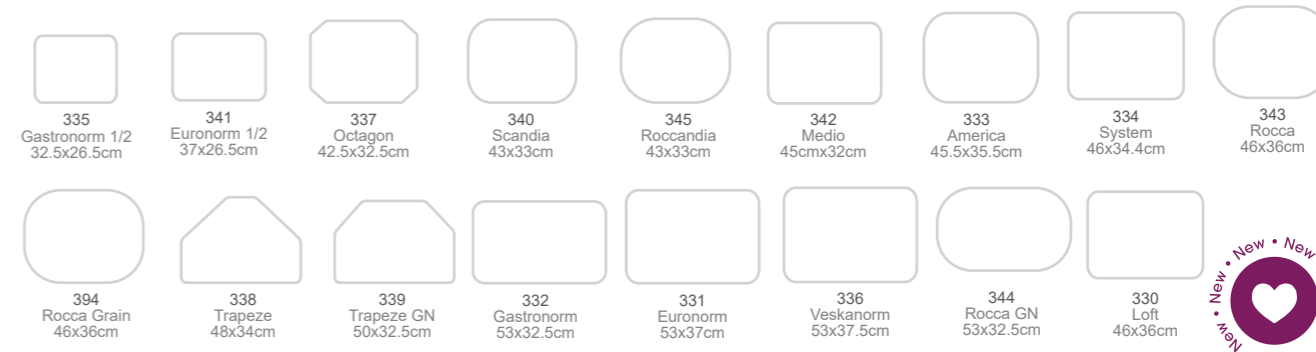 335
Gastronorm 1/2
32.5x26.5cm
341
Euronorm 1/2
37x26.5cm
337
Octagon
42.5x32.5cm
340
Scandia
43x33cm
345
Roccandia
43x33cm
342
Medio
45cmx32cm
333
America
45.5x35.5cm
334
System
46x34.4cm
343
Rocca
46x36cm
394
Rocca Grain
46x36cm
338
Trapeze
48x34cm
339
Trapeze GN
50x32.5cm
332
Gastronorm
53x32.5cm
331
Euronorm
53x37cm
336
Veskanorm
53x37.5cm
344
Rocca GN
53x32.5cm
330
Loft
46x36cm
New • New • New • New